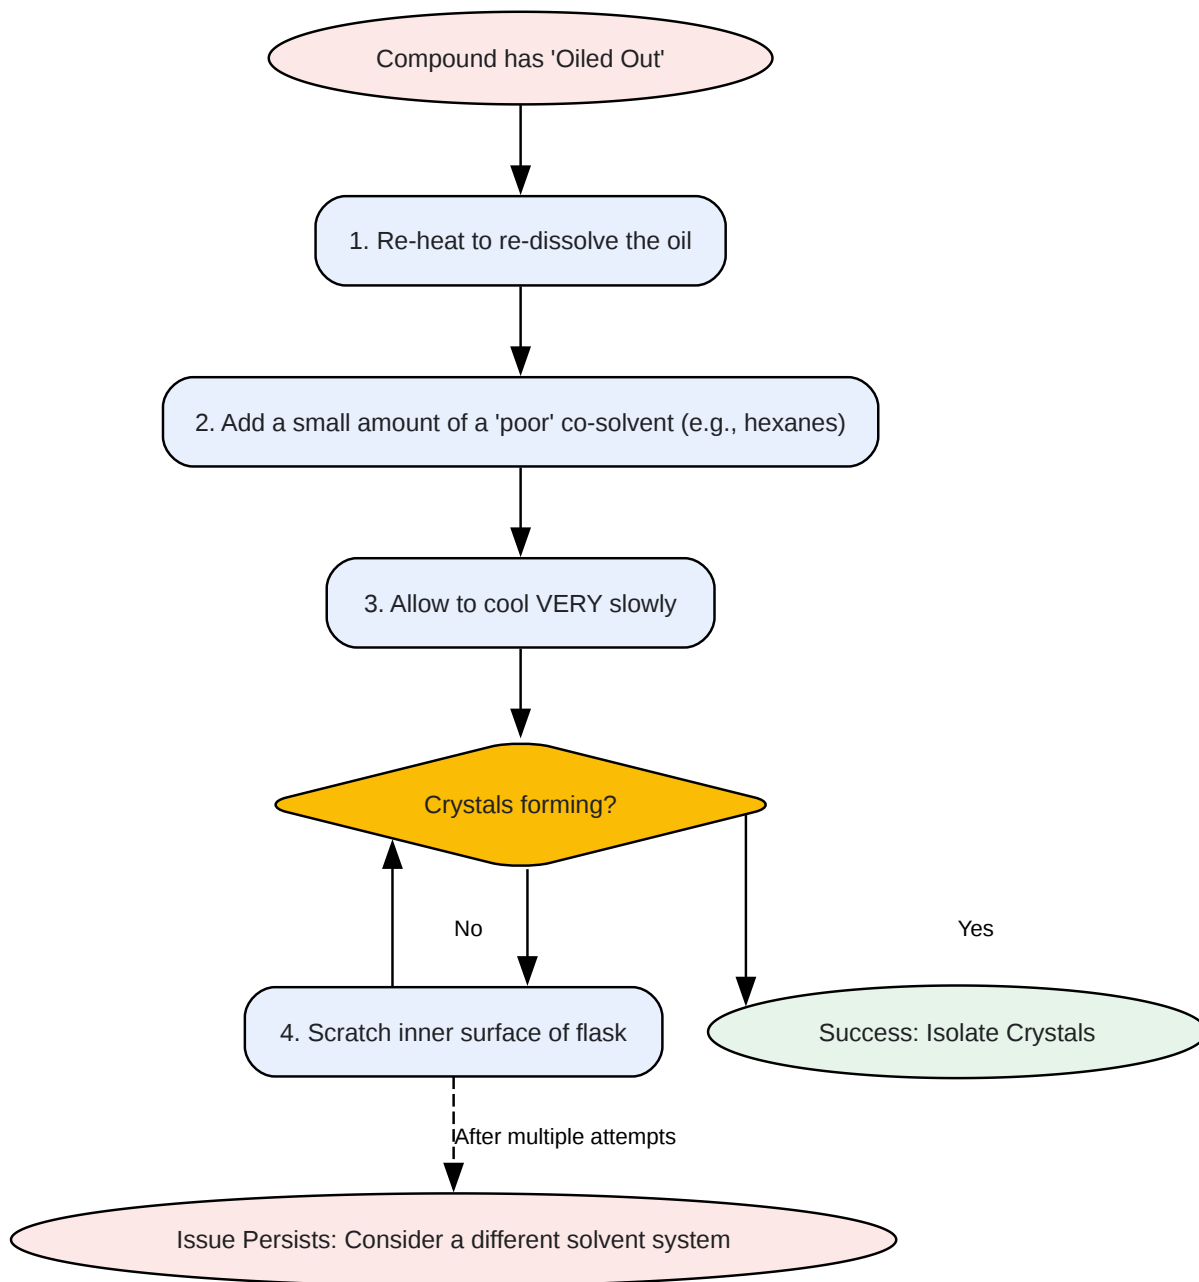 Compound has 'Oiled Out'
1. Re-heat to re-dissolve the oil
2. Add a small amount of a 'poor' co-solvent (e.g., hexanes)
3. Allow to cool VERY slowly
Crystals forming?
No
Yes
4. Scratch inner surface of flask
Success: Isolate Crystals
After multiple attempts
Issue Persists: Consider a different solvent system